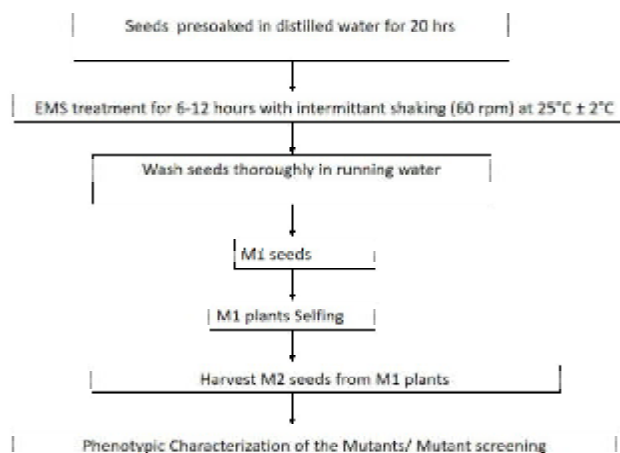 Seeds presoaked in distilled water for 20 hrs
EMS treatment for 6-12 hours with intermittant shaking (60 rpm) at 25°C ± 2°C
Wash seeds thoroughly in running water
M1 seeds
M1 plants Selfing
Harvest M2 seeds from M1 plants
Phenotypic Characterization of the Mutants/ Mutant screening